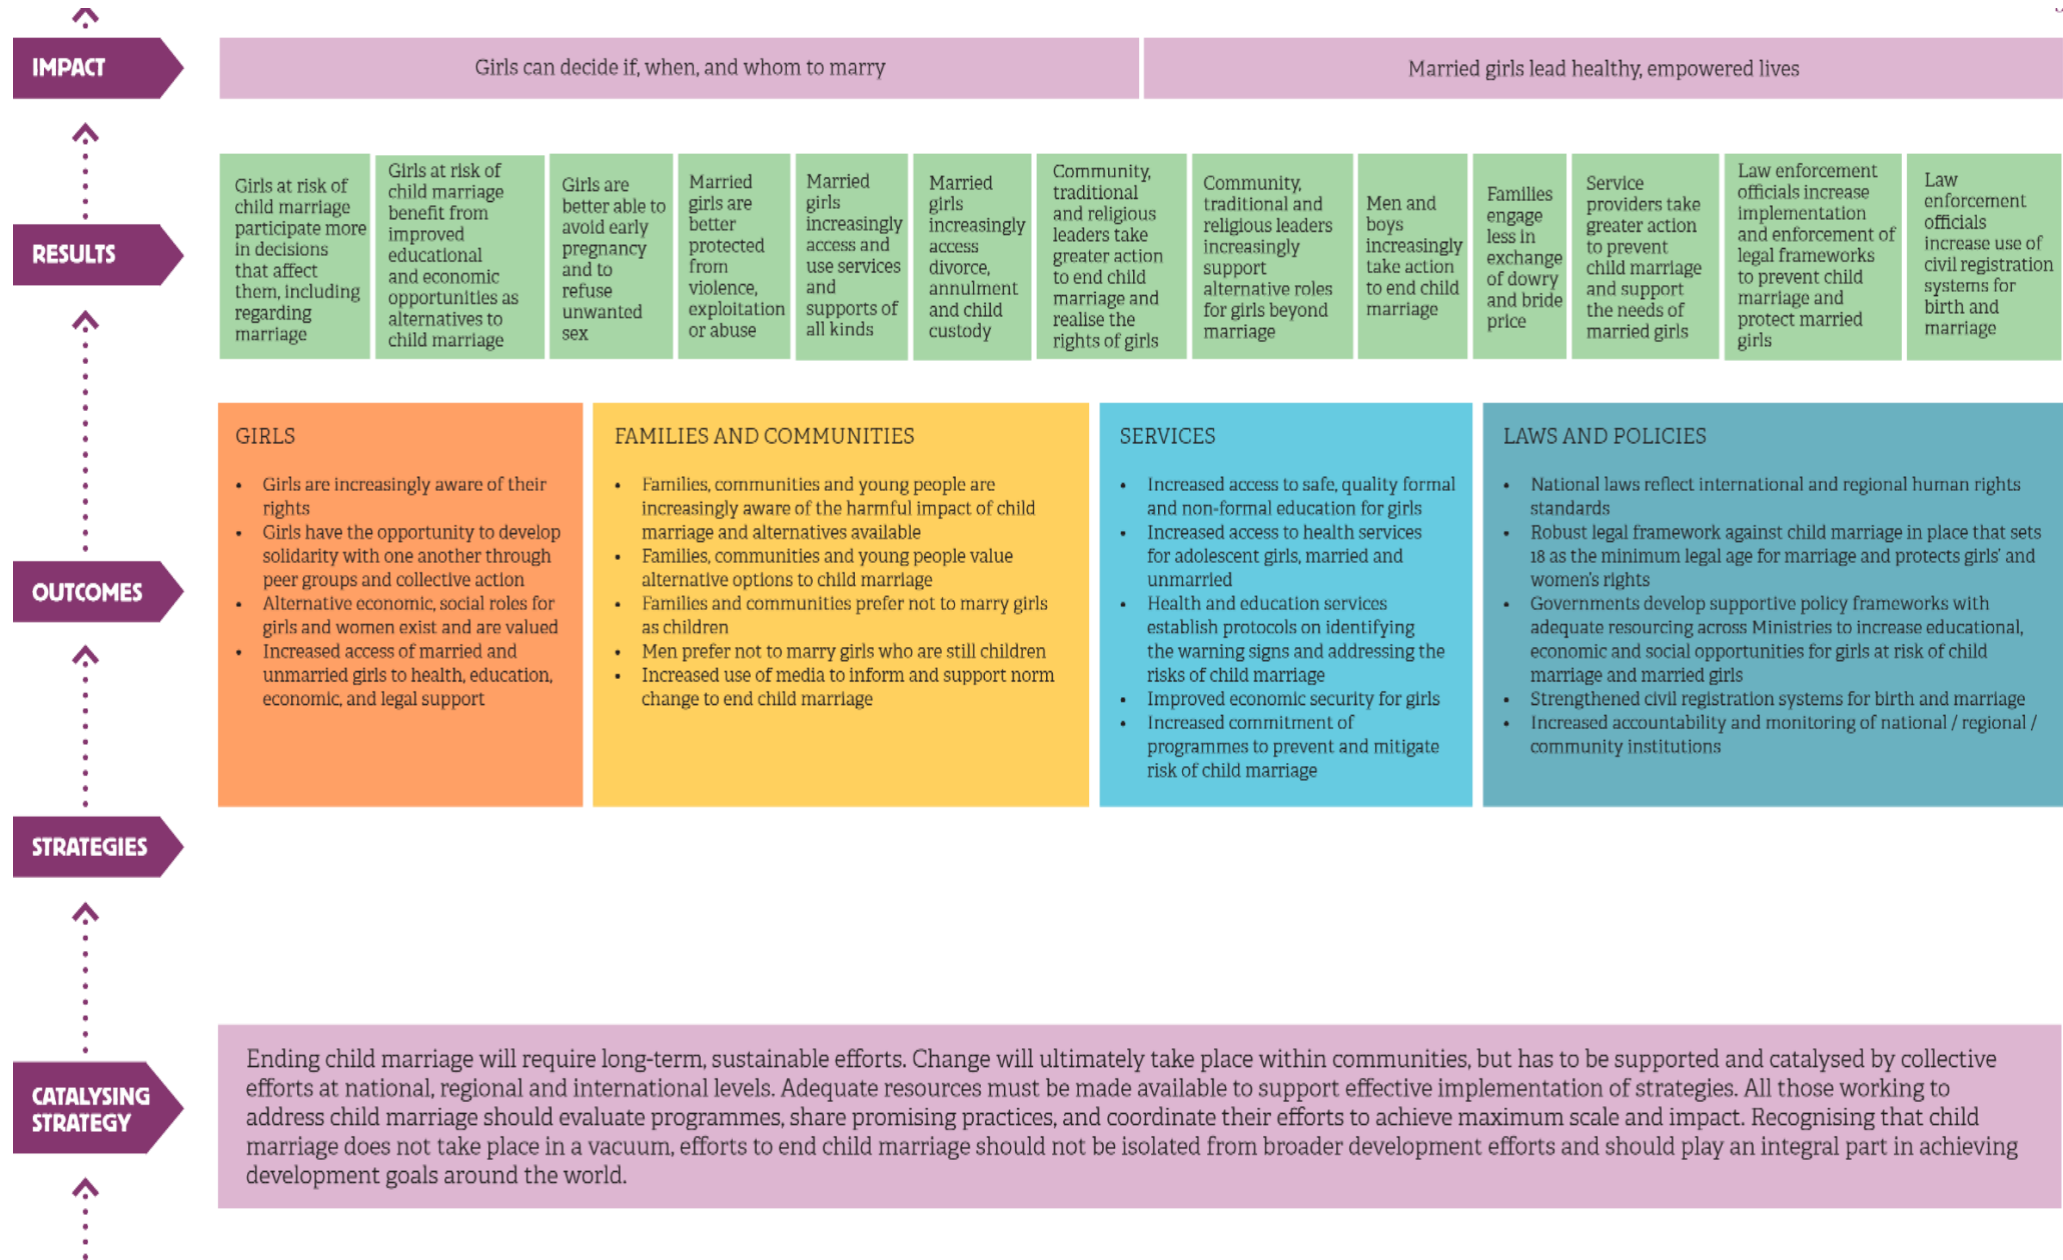 IMPACT
Girls can decide if, when, and whom to marry
Married girls lead healthy, empowered lives
RESULTS
Girls at risk of
child marriage
participate more
in decisions
that affect
them, including
regarding
marriage
Girls at risk of
child marriage
benefit from
improved
educational
and economic
opportunities as
alternatives to
child marriage
Girls are
better able to
avoid early
pregnancy
and to
refuse
unwanted
sex
Married
girls are
better
protected
from
violence,
exploitation
or abuse
Married
girls
increasingly
access and
use services
and
supports of
all kinds
Married
girls
increasingly
access
divorce,
annulment
and child
custody
Community,
traditional
and religious
leaders take
greater action
to end child
marriage and
realise the
rights of girls
Community,
traditional and
religious leaders
increasingly
support
alternative roles
for girls beyond
marriage
Men and
boys
increasingly
take action
to end child
marriage
Families
engage
less in
exchange
of dowry
and bride
price
Service
providers take
greater action
to prevent
child marriage
and support
the needs of
married girls
Law enforcement
officials increase
implementation
and enforcement of
legal frameworks
to prevent child
marriage and
protect married
girls
Law
enforcement
officials
increase use of
civil registration
systems for
birth and
marriage
OUTCOMES
GIRLS
• Girls are increasingly aware of their
rights
• Girls have the opportunity to develop
solidarity with one another through
peer groups and collective action
• Alternative economic, social roles for
girls and women exist and are valued
• Increased access of married and
unmarried girls to health, education,
economic, and legal support
FAMILIES AND COMMUNITIES
• Families, communities and young people are
increasingly aware of the harmful impact of child
marriage and alternatives available
• Families, communities and young people value
alternative options to child marriage
• Families and communities prefer not to marry girls
as children
• Men prefer not to marry girls who are still children
• Increased use of media to inform and support norm
change to end child marriage
SERVICES
• Increased access to safe, quality formal
and non-formal education for girls
• Increased access to health services
for adolescent girls, married and
unmarried
• Health and education services
establish protocols on identifying
the warning signs and addressing the
risks of child marriage
• Improved economic security for girls
• Increased commitment of
programmes to prevent and mitigate
risk of child marriage
LAWS AND POLICIES
• National laws reflect international and regional human rights
standards
• Robust legal framework against child marriage in place that sets
18 as the minimum legal age for marriage and protects girls' and
women's rights
• Governments develop supportive policy frameworks with
adequate resourcing across Ministries to increase educational,
economic and social opportunities for girls at risk of child
marriage and married girls
• Strengthened civil registration systems for birth and marriage
• Increased accountability and monitoring of national / regional /
community institutions
STRATEGIES
CATALYSING
STRATEGY
Ending child marriage will require long-term, sustainable efforts. Change will ultimately take place within communities, but has to be supported and catalysed by collective
efforts at national, regional and international levels. Adequate resources must be made available to support effective implementation of strategies. All those working to
address child marriage should evaluate programmes, share promising practices, and coordinate their efforts to achieve maximum scale and impact. Recognising that child
marriage does not take place in a vacuum, efforts to end child marriage should not be isolated from broader development efforts and should play an integral part in achieving
development goals around the world.